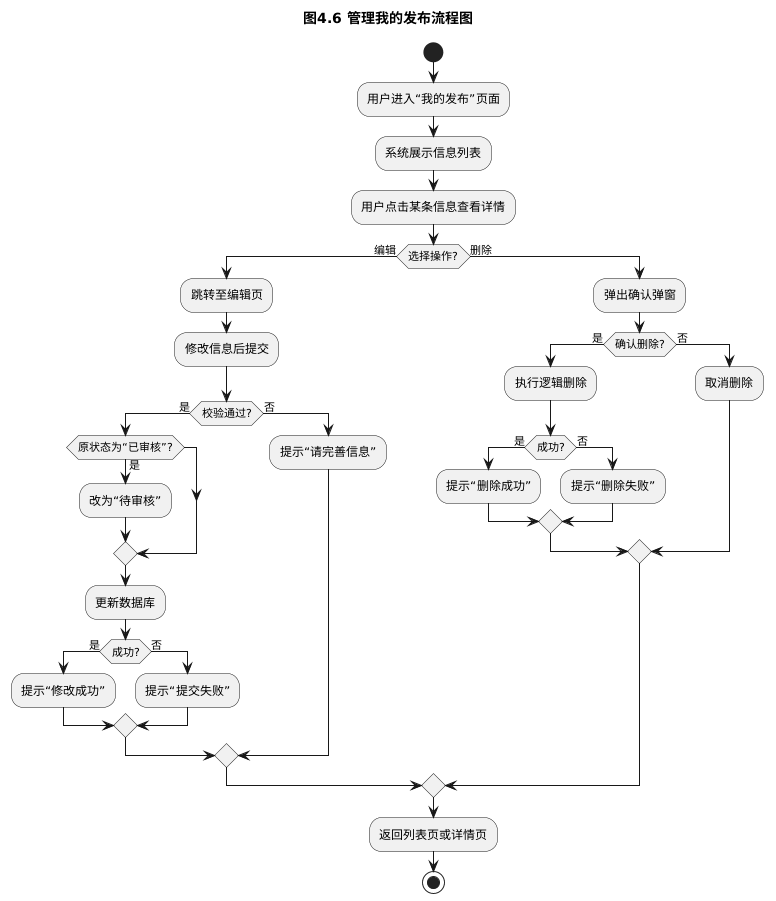 图4.6 管理我的发布流程图
用户进入“我的发布”页面
系统展示信息列表
用户点击某条信息查看详情
选择操作?
编辑
删除
跳转至编辑页
修改信息后提交
校验通过?
是
否
原状态为“已审核”?
是
改为“待审核”
更新数据库
成功?
是
否
提示“修改成功”
提示“提交失败”
提示“请完善信息”
弹出确认弹窗
确认删除?
是
否
执行逻辑删除
取消删除
成功?
是
否
提示“删除成功”
提示“删除失败”
返回列表页或详情页